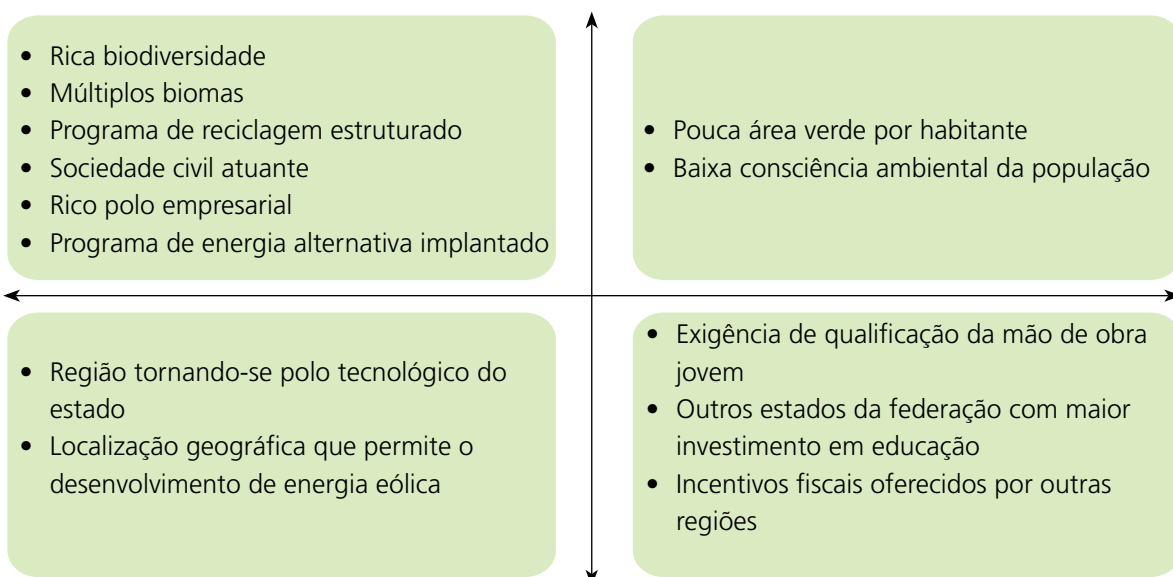 • Rica biodiversidade
• Múltiplos biomas
• Programa de reciclagem estruturado
• Sociedade civil atuante
• Rico polo empresarial
• Programa de energia alternativa implantado
• Pouca área verde por habitante
• Baixa consciência ambiental da população
• Região tornando-se polo tecnológico do
estado
• Localização geográfica que permite o
desenvolvimento de energia eólica
• Exigência de qualificação da mão de obra
jovem
• Outros estados da federação com maior
investimento em educação
• Incentivos fiscais oferecidos por outras
regiões